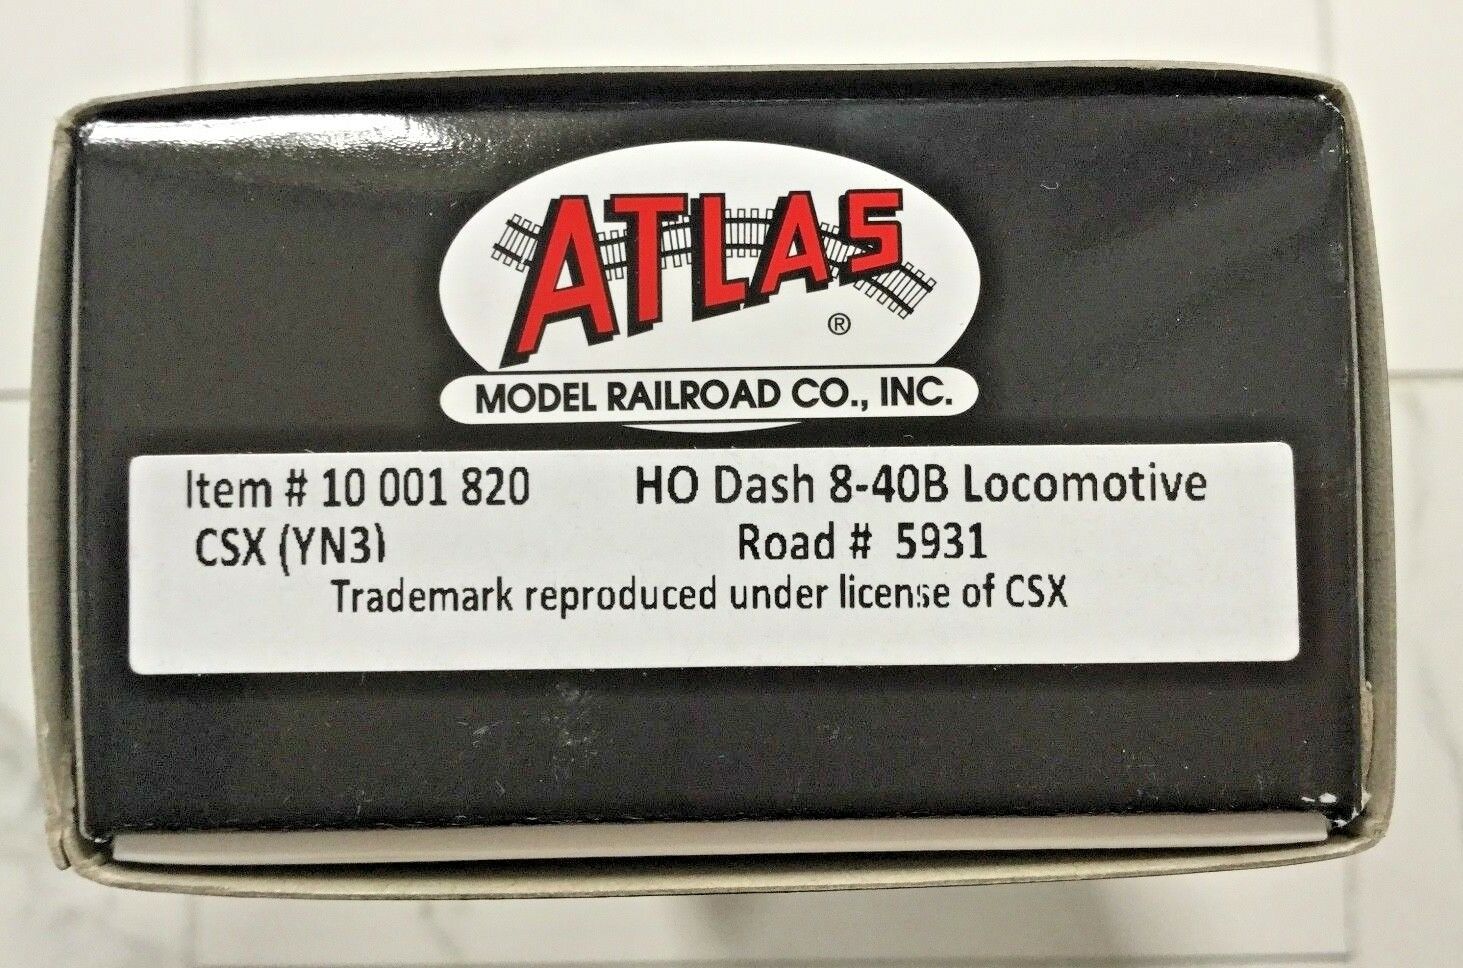 ATLAS
®
MODEL RAILROAD CO., INC.
Item # 10 001 820 HO Dash 8-40B Locomotive
CSX (YN3) Road # 5931
Trademark reproduced under license of CSX